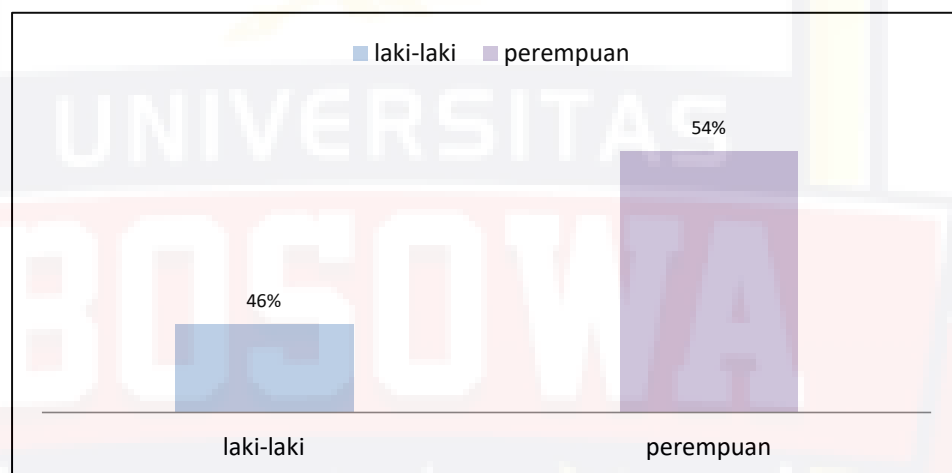 laki-laki perempuan
UNIVERSITAS
54%
BOSOWA
46%
laki-laki perempuan